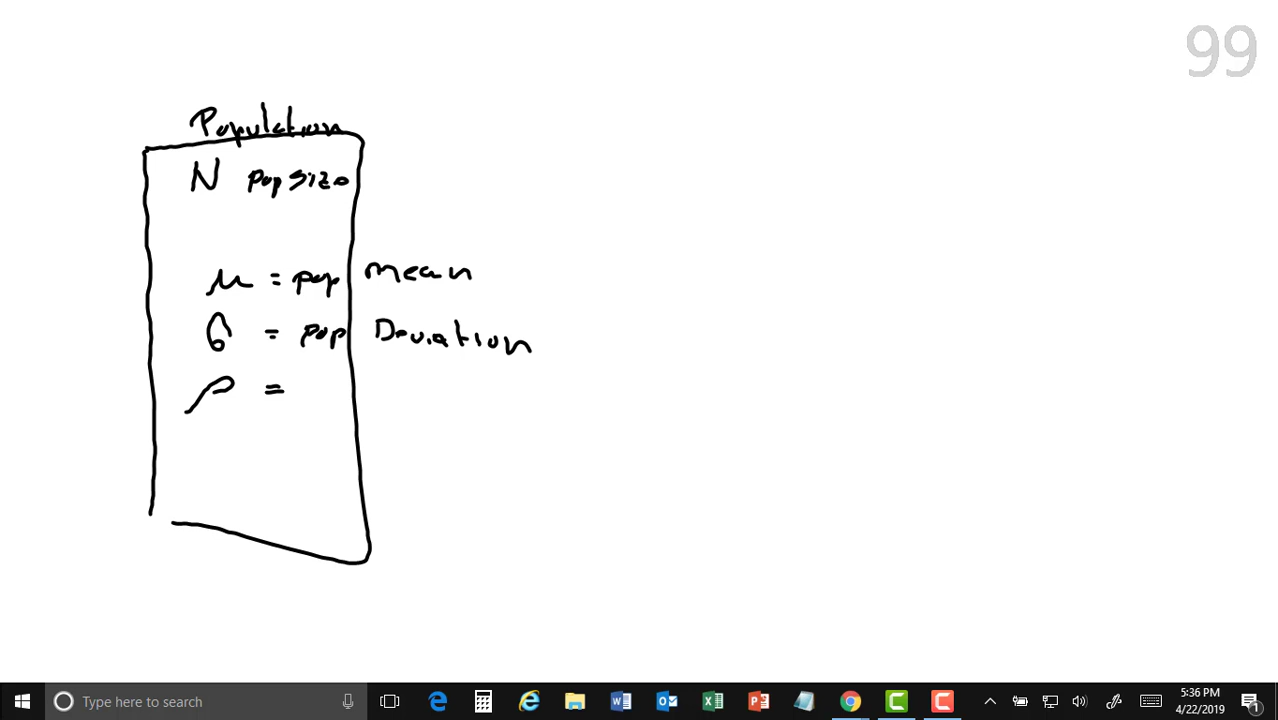 99
Population
N pop size
μ = pop mean
σ = pop Deviation
ρ =
Type here to search
5:36 PM
4/22/2019